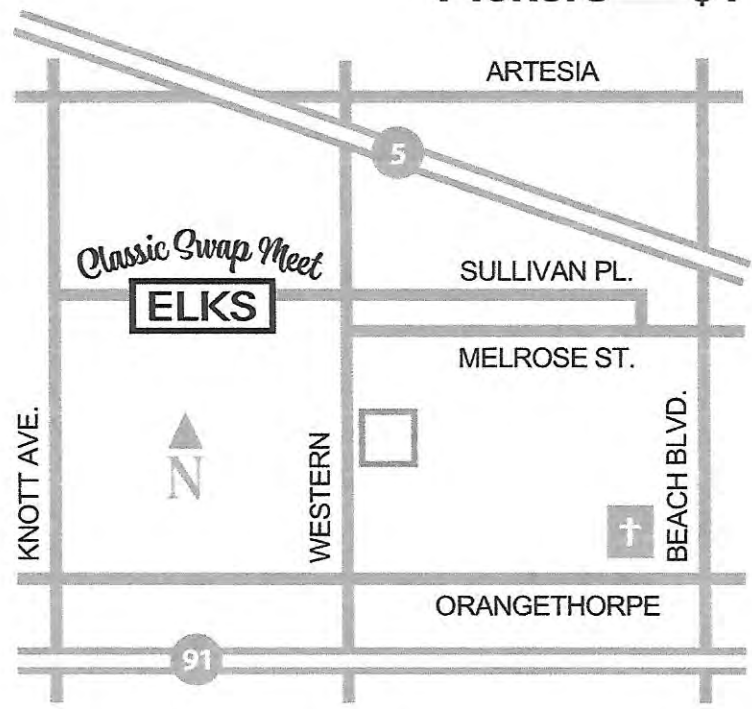 ARTESIA
5
Classic Swap Meet
SULLIVAN PL.
ELKS
MELROSE ST.
KNOTT AVE.
N
WESTERN
BEACH BLVD.
ORANGETHORPE
91